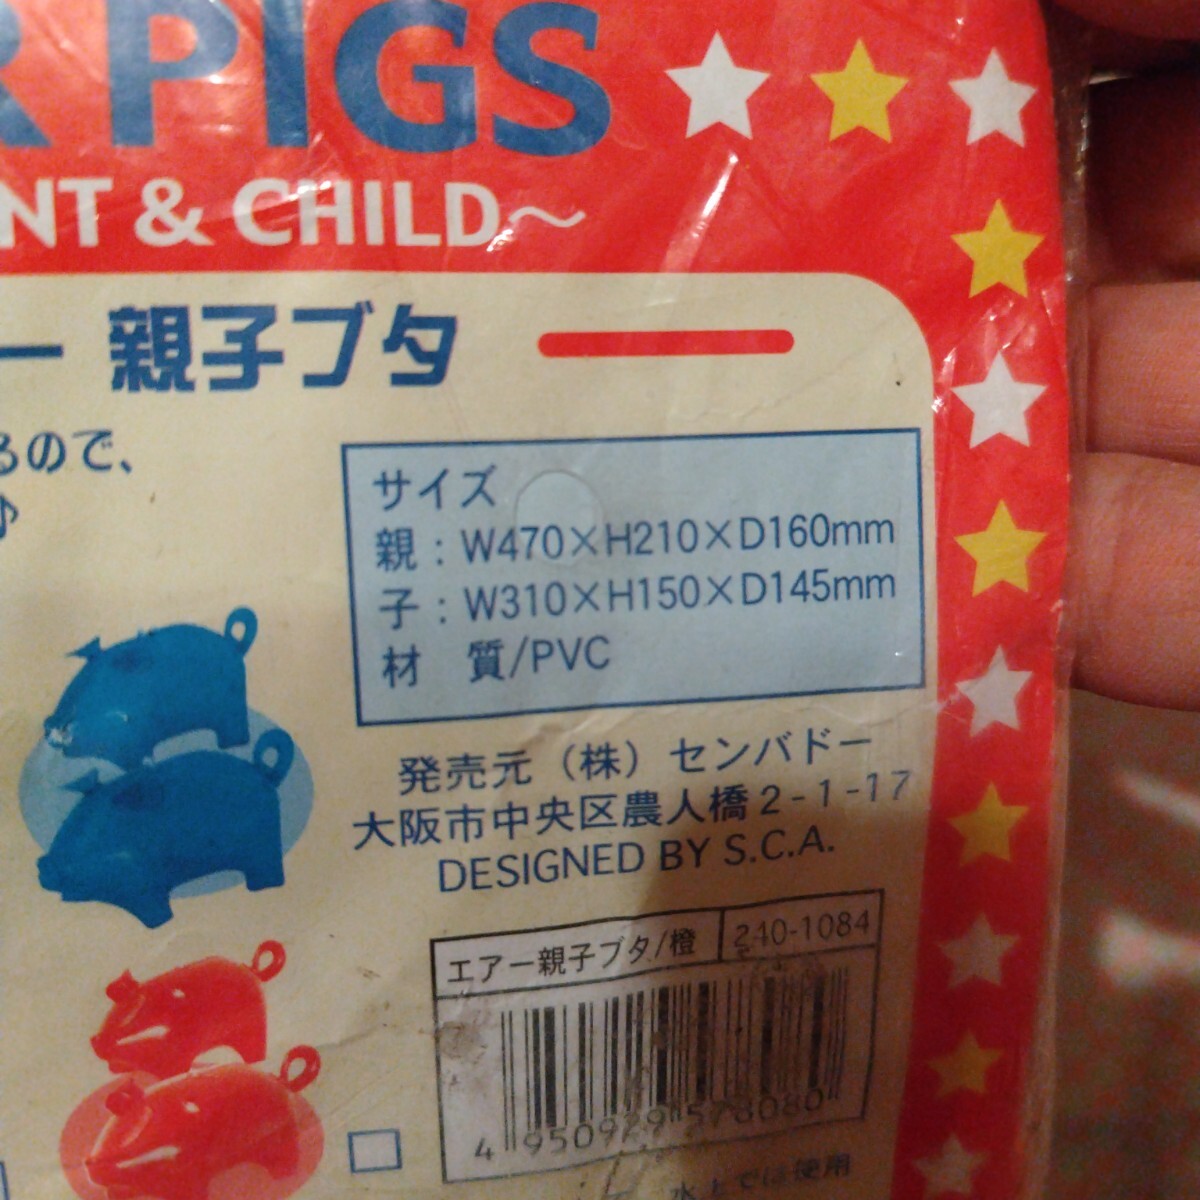 R PIGS
NT & CHILD～
ー 親子ブタ
るので、
♪
サイズ
親：W470×H210×D160mm
子：W310×H150×D145mm
材　質/PVC
発売元（株）センバドー
大阪市中央区農人橋2-1-17
DESIGNED BY S.C.A.
エアー親子ブタ/橙 240-1084
4 950929 578080
水上では使用